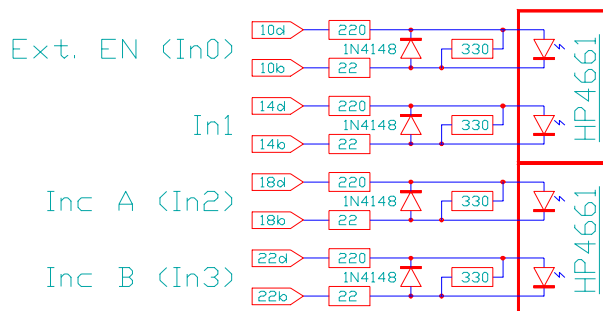 10d 220
Ext. EN (In0) 1N4148 330
10b 22
HP4661
14d 220
In1 1N4148 330
14b 22
18d 220
Inc A (In2) 1N4148 330
18b 22
HP4661
22d 220
Inc B (In3) 1N4148 330
22b 22